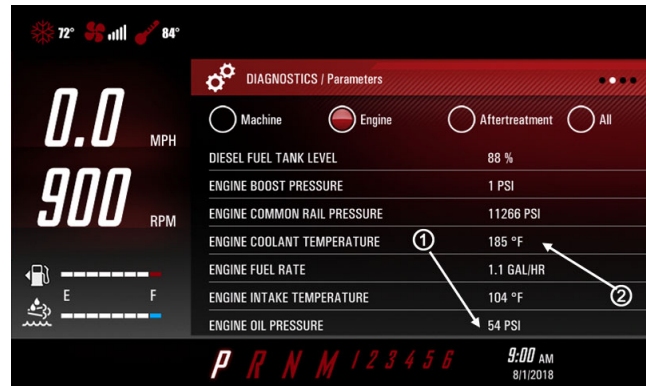 72° 84°
DIAGNOSTICS / Parameters
0.0 MPH
Machine Engine Aftertreatment All
DIESEL FUEL TANK LEVEL 88 %
ENGINE BOOST PRESSURE 1 PSI
900 RPM
ENGINE COMMON RAIL PRESSURE 11266 PSI
ENGINE COOLANT TEMPERATURE 1 185 °F
ENGINE FUEL RATE 1.1 GAL/HR
E F
ENGINE INTAKE TEMPERATURE 104 °F 2
ENGINE OIL PRESSURE 54 PSI
P R N M 1 2 3 4 5 6 9:00 AM
8/1/2018